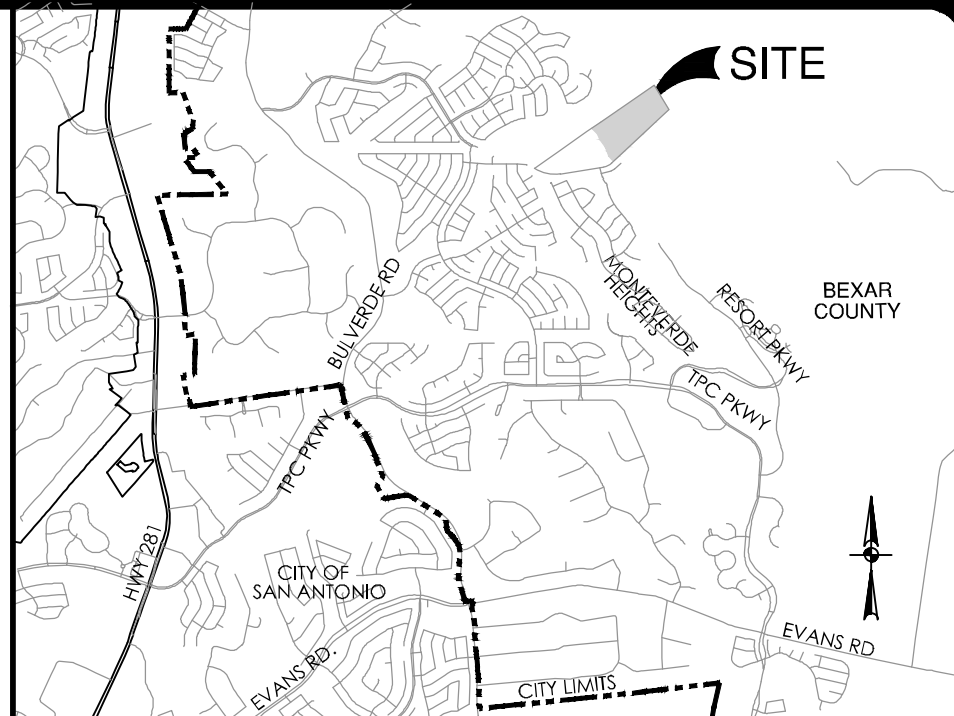 SITE
BULVERDE RD
MONTEVERDE
HEIGHTS
RESORT PKWY
BEXAR
COUNTY
TPC PKWY
TPC PKWY
HWY 281
CITY OF
SAN ANTONIO
EVANS RD
EVANS RD.
CITY LIMITS